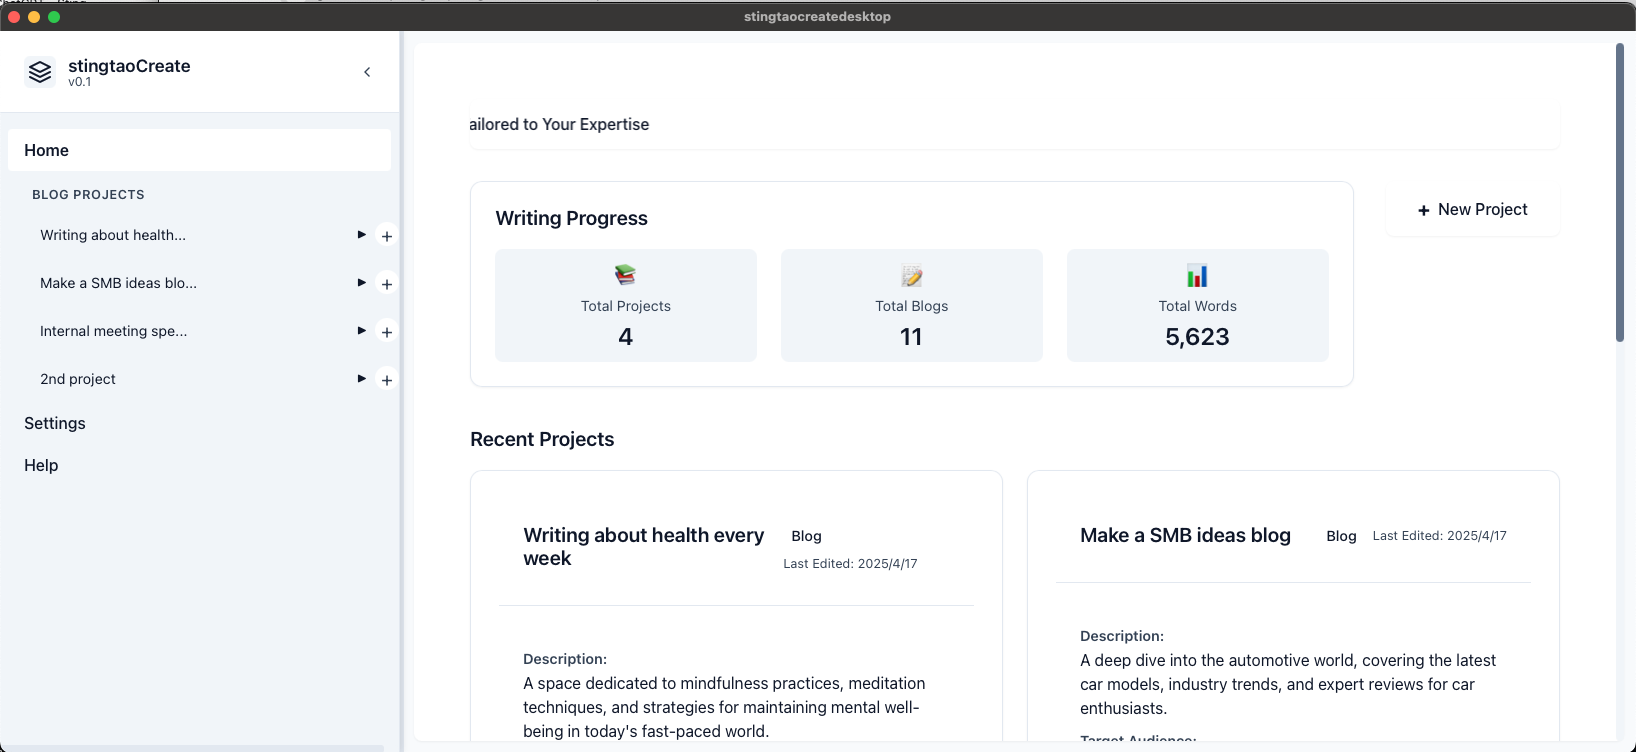 stingtaocreatedesktop
stingtaoCreate
v0.1
Home
BLOG PROJECTS
Writing about health...
Make a SMB ideas blo...
Internal meeting spe...
2nd project
Settings
Help
ailored to Your Expertise
Writing Progress
Total Projects
4
Total Blogs
11
Total Words
5,623
+ New Project
Recent Projects
Writing about health every
week
Blog
Last Edited: 2025/4/17
Description:
A space dedicated to mindfulness practices, meditation
techniques, and strategies for maintaining mental well-
being in today's fast-paced world.
Make a SMB ideas blog
Blog
Last Edited: 2025/4/17
Description:
A deep dive into the automotive world, covering the latest
car models, industry trends, and expert reviews for car
enthusiasts.
Target Audience: